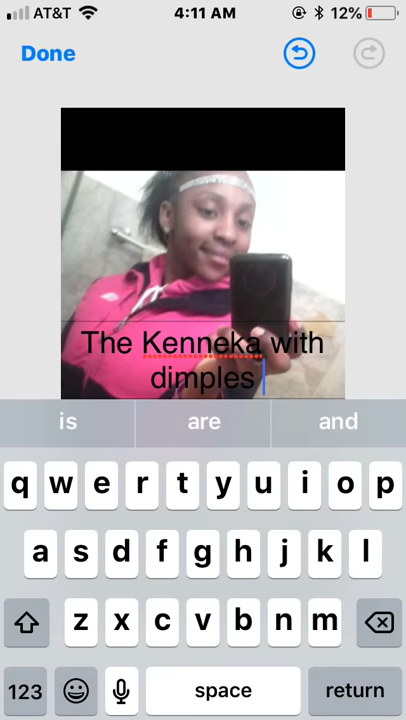 AT&T 4:11 AM 12%
Done
The Kenneka with
dimples
is are and
q w e r t y u i o p
a s d f g h j k l
z x c v b n m
123 space return